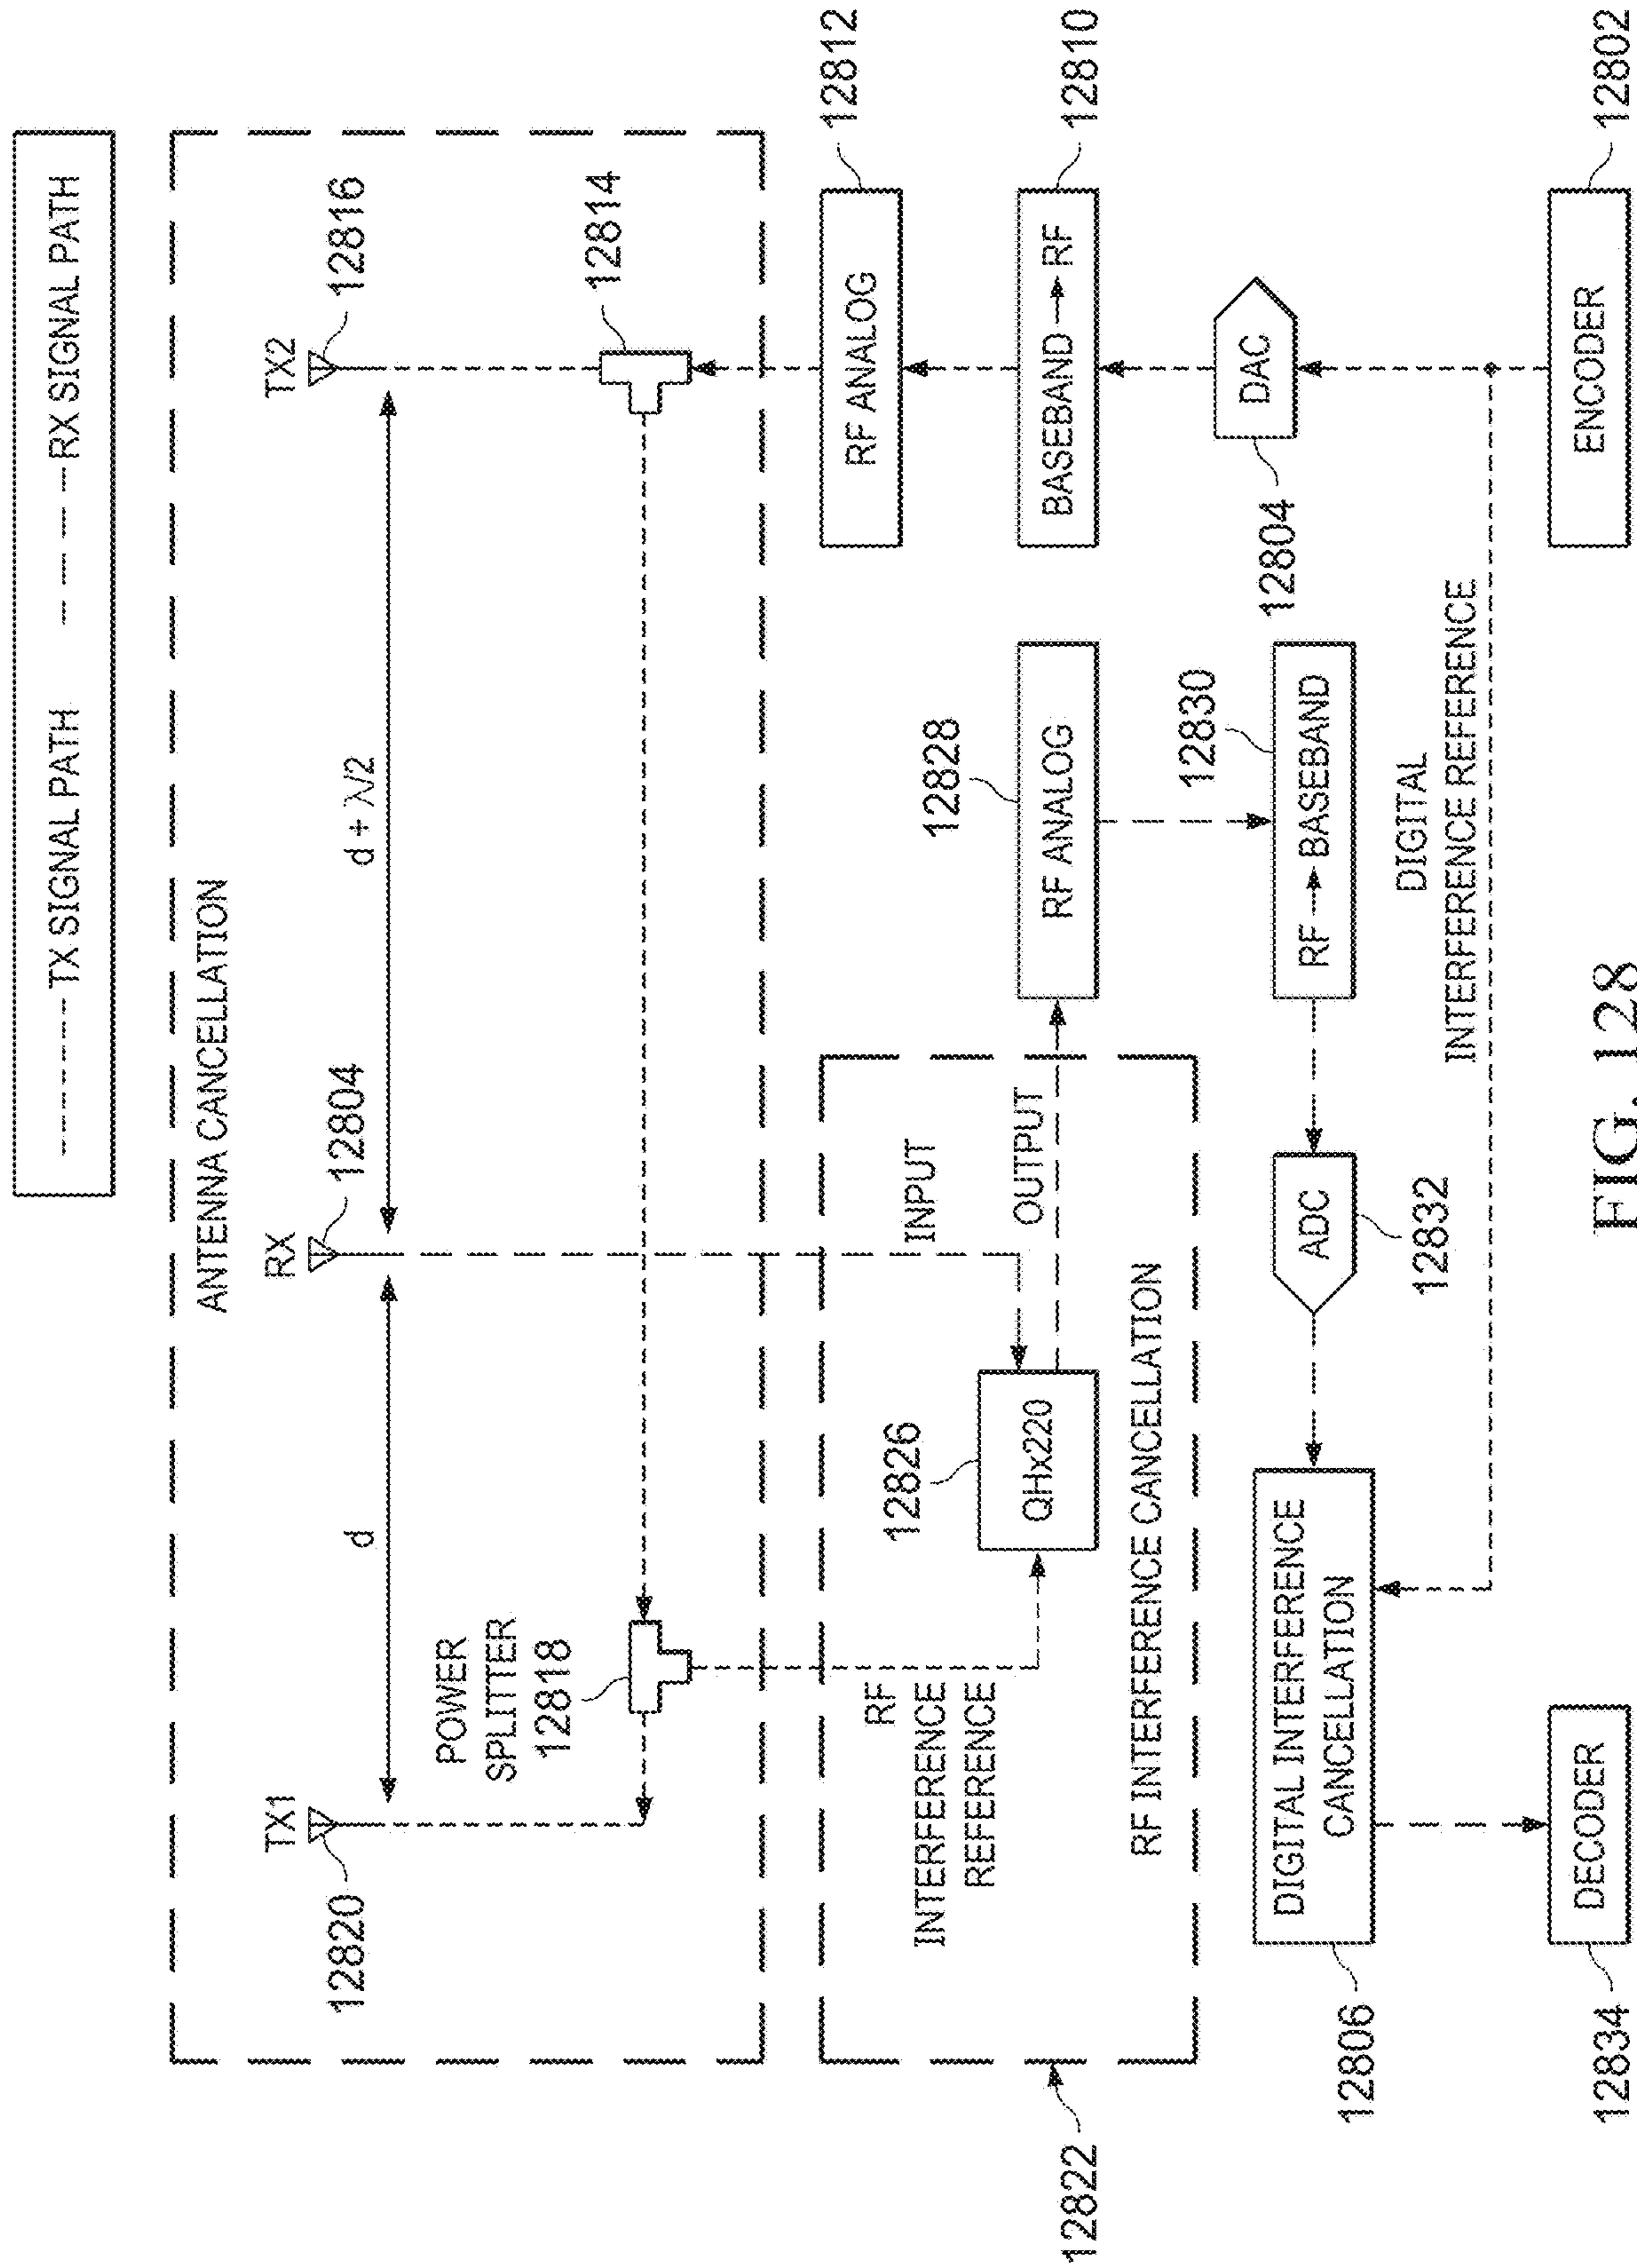 TX SIGNAL PATH
RX SIGNAL PATH
ANTENNA CANCELLATION
TX1
12820
RX
12804
TX2
12816
d
d + λ/2
POWER
SPLITTER
12818
12814
RF
INTERFERENCE
REFERENCE
12826
QHx220
INPUT
OUTPUT
RF INTERFERENCE CANCELLATION
12822
12828
RF ANALOG
RF ANALOG
12812
BASEBAND RF
12810
12830
RF BASEBAND
DAC
12804
ADC
12832
DIGITAL
INTERFERENCE REFERENCE
DIGITAL INTERFERENCE
CANCELLATION
12806
DECODER
12834
ENCODER
12802
FIG. 128